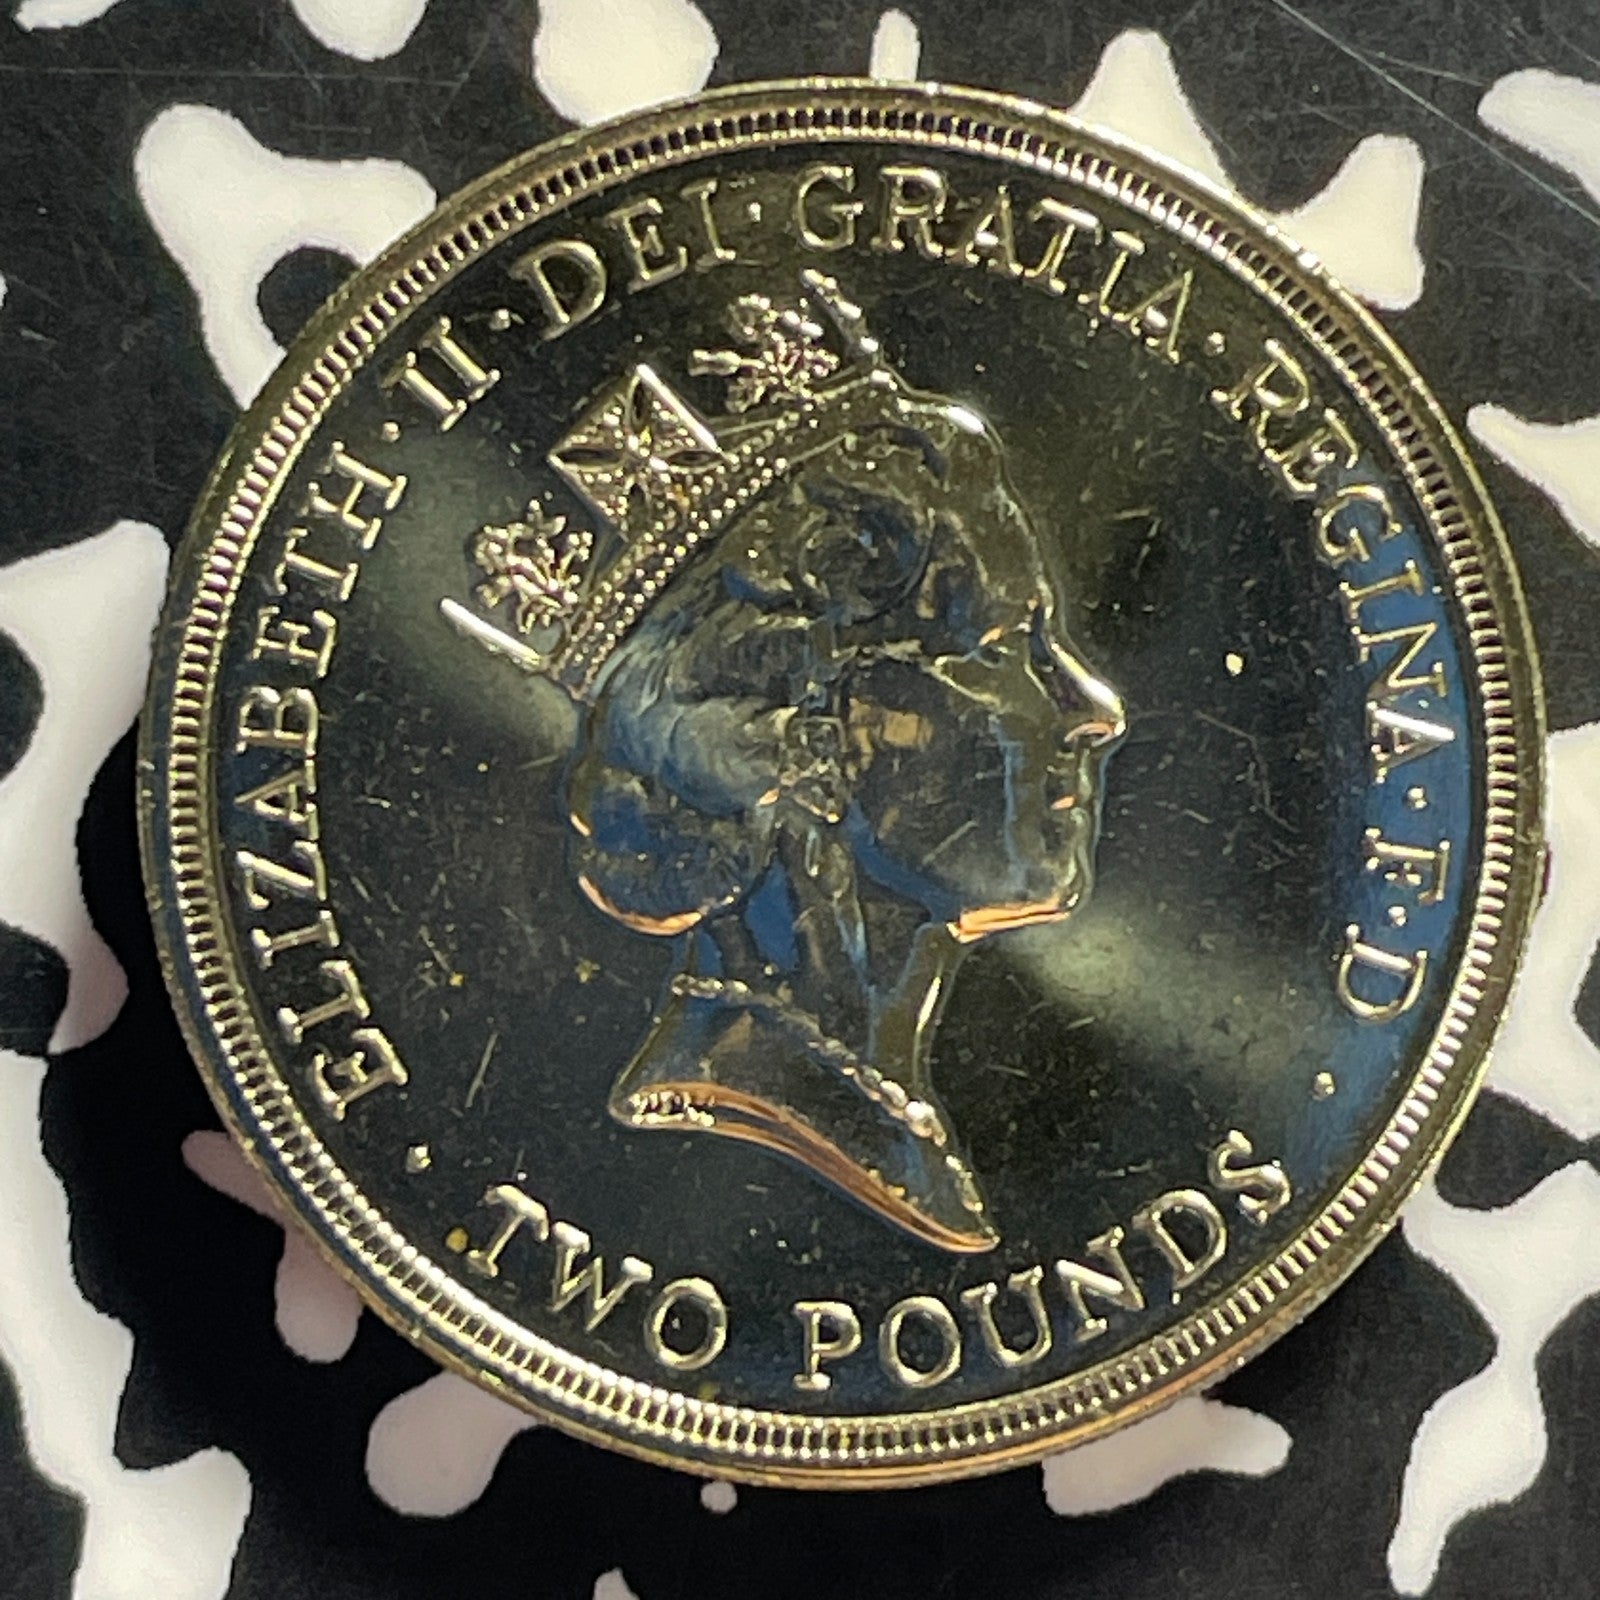 ELIZABETH · II · DEI · GRATIA · REGINA · F · D ·
TWO POUNDS ·